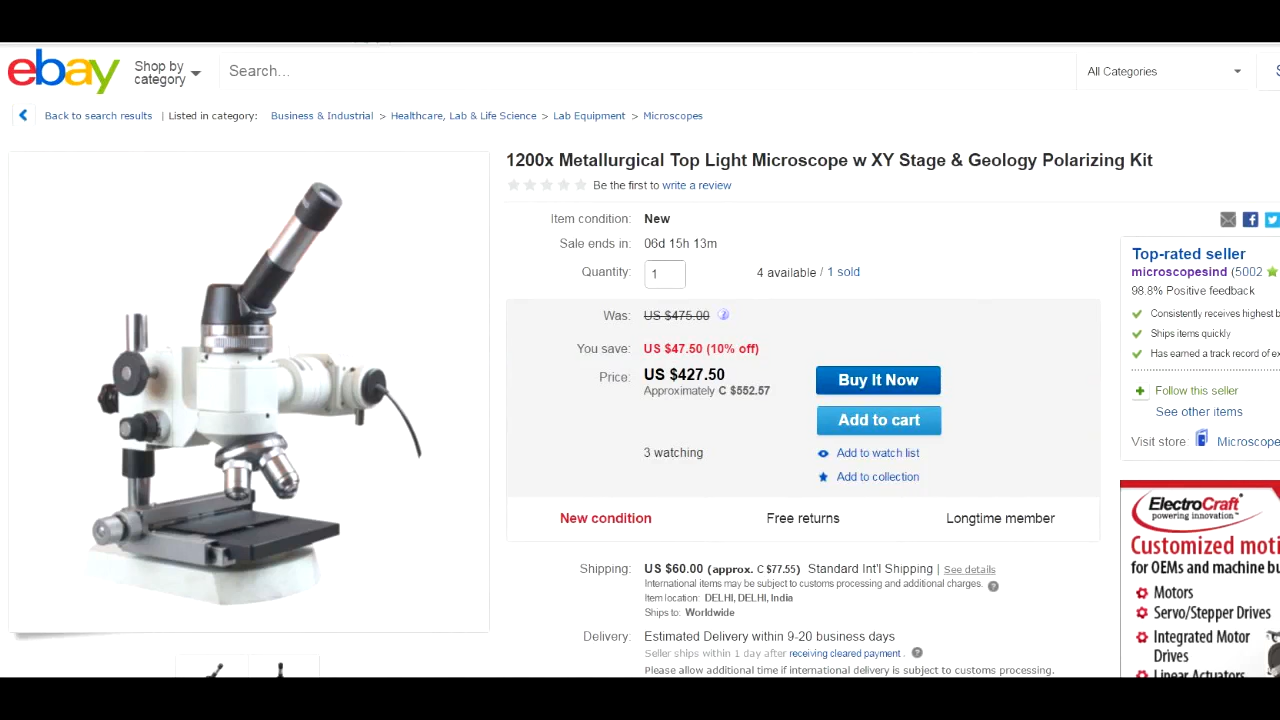 ebay
Shop by
category
Search...
All Categories
Back to search results | Listed in category: Business & Industrial > Healthcare, Lab & Life Science > Lab Equipment > Microscopes
1200x Metallurgical Top Light Microscope w XY Stage & Geology Polarizing Kit
Be the first to write a review
Item condition: New
Sale ends in: 06d 15h 13m
Quantity: 1 4 available / 1 sold
Was: US $475.00
You save: US $47.50 (10% off)
Price: US $427.50
Approximately C $552.57
Buy It Now
Add to cart
3 watching
Add to watch list
Add to collection
New condition Free returns Longtime member
Shipping: US $60.00 (approx. C $77.55) Standard Int'l Shipping | See details
International items may be subject to customs processing and additional charges.
Item location: DELHI, DELHI, India
Ships to: Worldwide
Delivery: Estimated Delivery within 9-20 business days
Seller ships within 1 day after receiving cleared payment.
Please allow additional time if international delivery is subject to customs processing.
Top-rated seller
microscopesind (5002
98.8% Positive feedback
Consistently receives highest b
Ships items quickly
Has earned a track record of ex
Follow this seller
See other items
Visit store: Microscope
ElectroCraft
powering innovation™
Customized moti
for OEMs and machine bu
Motors
Servo/Stepper Drives
Integrated Motor
Drives
Linear Actuators